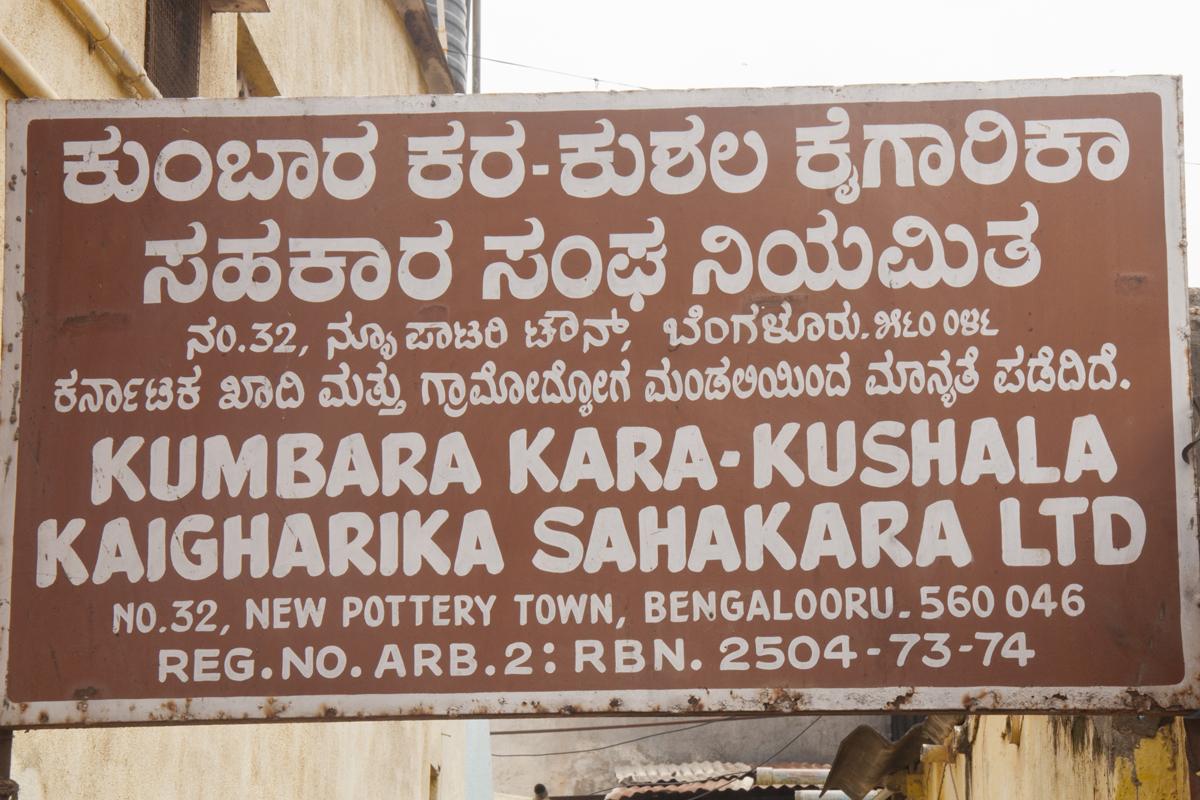 ಕುಂಬಾರ ಕರ-ಕುಶಲ ಕೈಗಾರಿಕಾ
ಸಹಕಾರ ಸಂಘ ನಿಯಮಿತ
ನಂ.32, ನ್ಯೂ ಪಾಟರಿ ಟೌನ್, ಬೆಂಗಳೂರು.೫೬೦ ೦೪೬
ಕರ್ನಾಟಕ ಖಾದಿ ಮತ್ತು ಗ್ರಾಮೋದ್ಯೋಗ ಮಂಡಲಿಯಿಂದ ಮಾನ್ಯತೆ ಪಡೆದಿದೆ.
KUMBARA KARA-KUSHALA
KAIGHARIKA SAHAKARA LTD
NO.32, NEW POTTERY TOWN, BENGALOORU-560 046
REG.NO. ARB.2: RBN. 2504-73-74